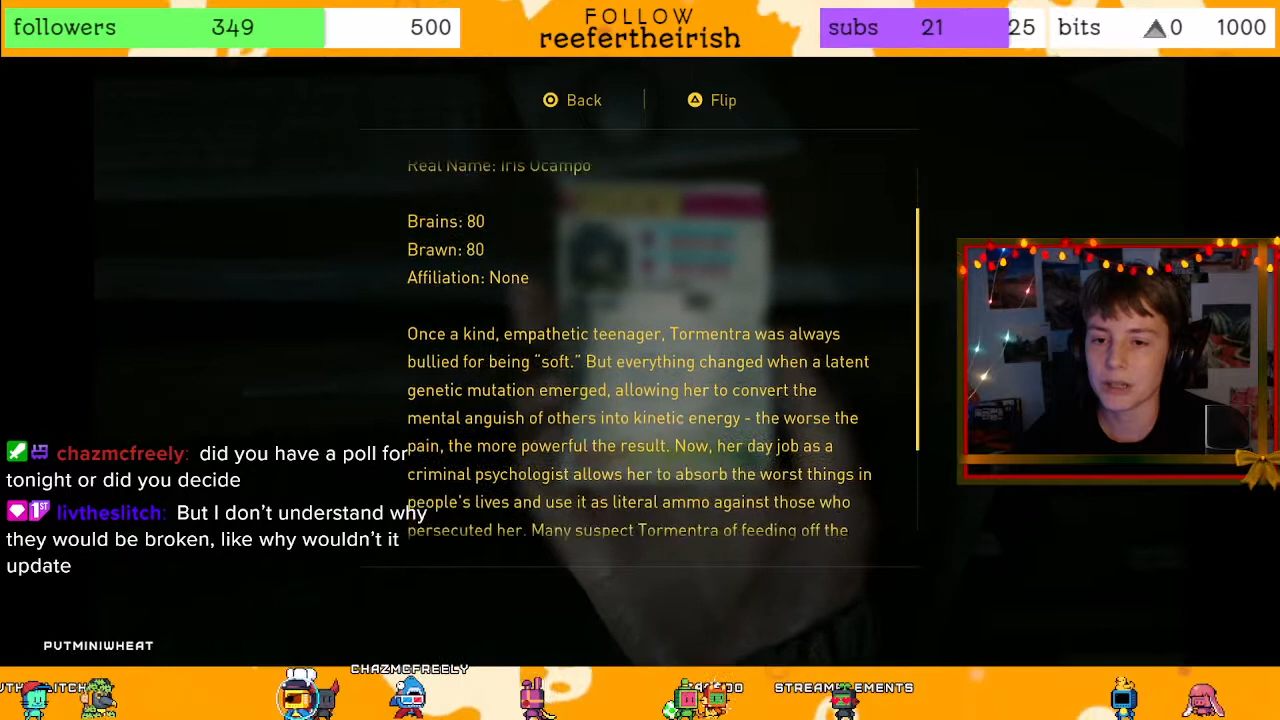 followers 349 500
FOLLOW
reefertheirish
subs 21 25
bits 0 1000
Back
Flip
Real Name: Iris Ocampo
Brains: 80
Brawn: 80
Affiliation: None
Once a kind, empathetic teenager, Tormentra was always
bullied for being “soft.” But everything changed when a latent
genetic mutation emerged, allowing her to convert the
mental anguish of others into kinetic energy - the worse the
pain, the more powerful the result. Now, her day job as a
criminal psychologist allows her to absorb the worst things in
people's lives and use it as literal ammo against those who
persecuted her. Many suspect Tormentra of feeding off the
chazmcfreely: did you have a poll for
tonight or did you decide
livtheslitch: But I don't understand why
they would be broken, like why wouldn't it
update
PUTMINIWHEAT
CHAZMCFREELY